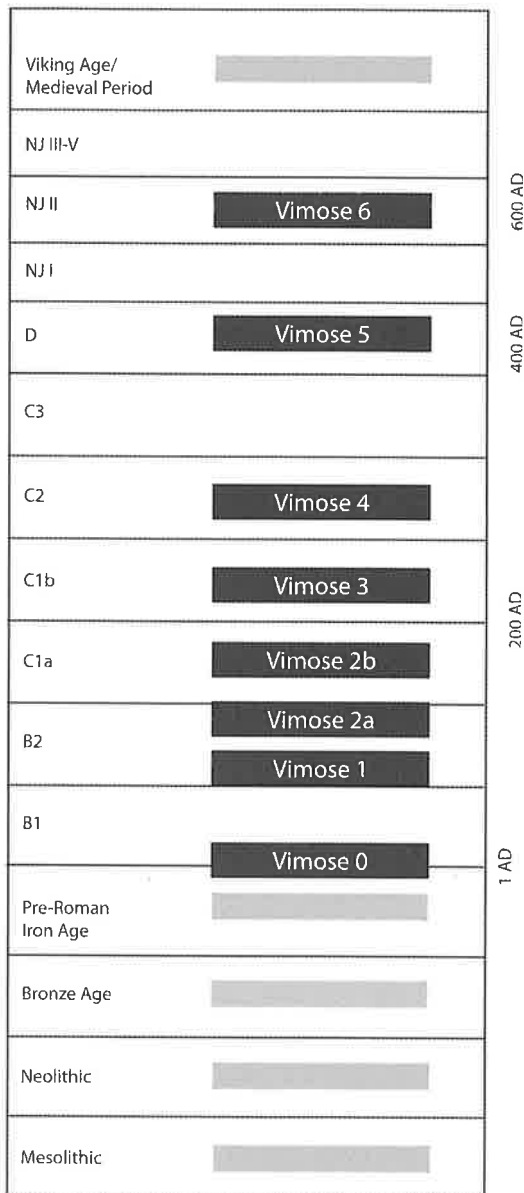 Viking Age/
Medieval Period
NJ III-V
NJ II
Vimose 6
600 AD
NJ I
D
Vimose 5
400 AD
C3
C2
Vimose 4
C1b
Vimose 3
200 AD
C1a
Vimose 2b
Vimose 2a
B2
Vimose 1
B1
Vimose 0
1 AD
Pre-Roman
Iron Age
Bronze Age
Neolithic
Mesolithic